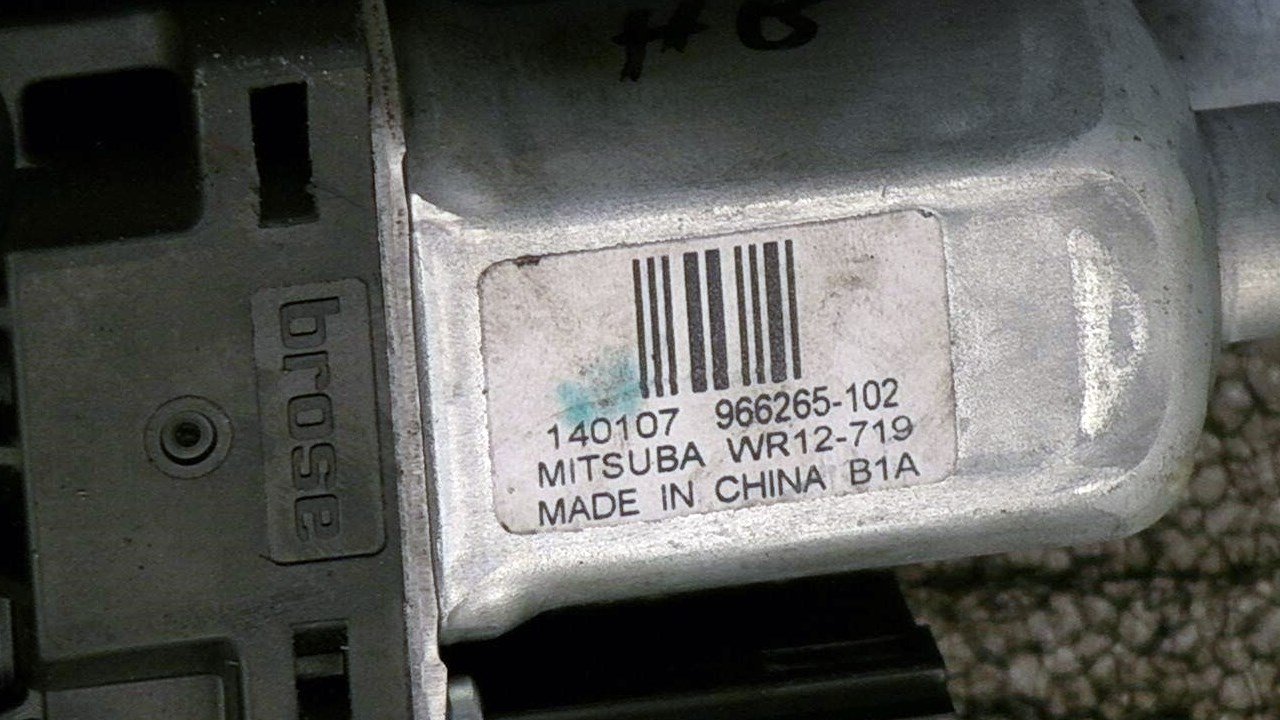 #B
brose
140107 966265-102
MITSUBA WR12-719
MADE IN CHINA B1A